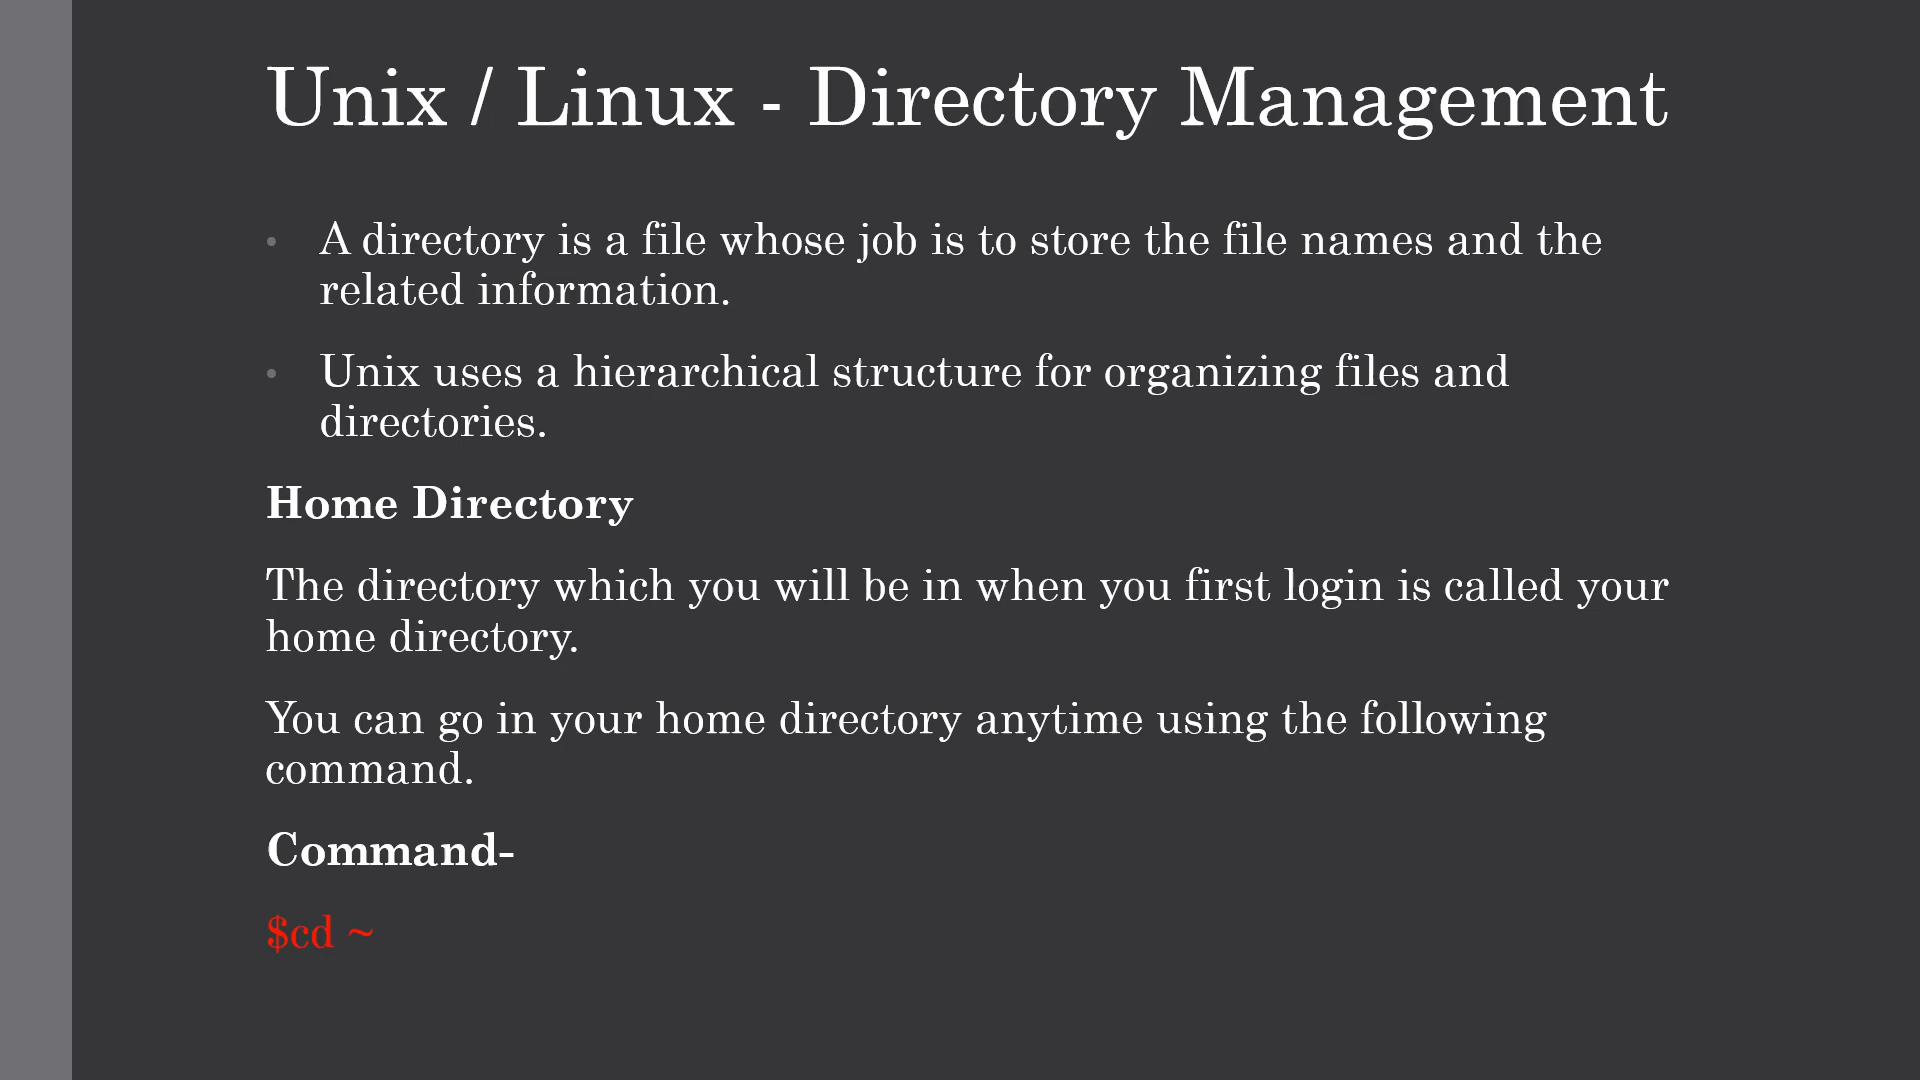 Unix / Linux - Directory Management
• A directory is a file whose job is to store the file names and the
related information.
• Unix uses a hierarchical structure for organizing files and
directories.
Home Directory
The directory which you will be in when you first login is called your
home directory.
You can go in your home directory anytime using the following
command.
Command-
$cd ~